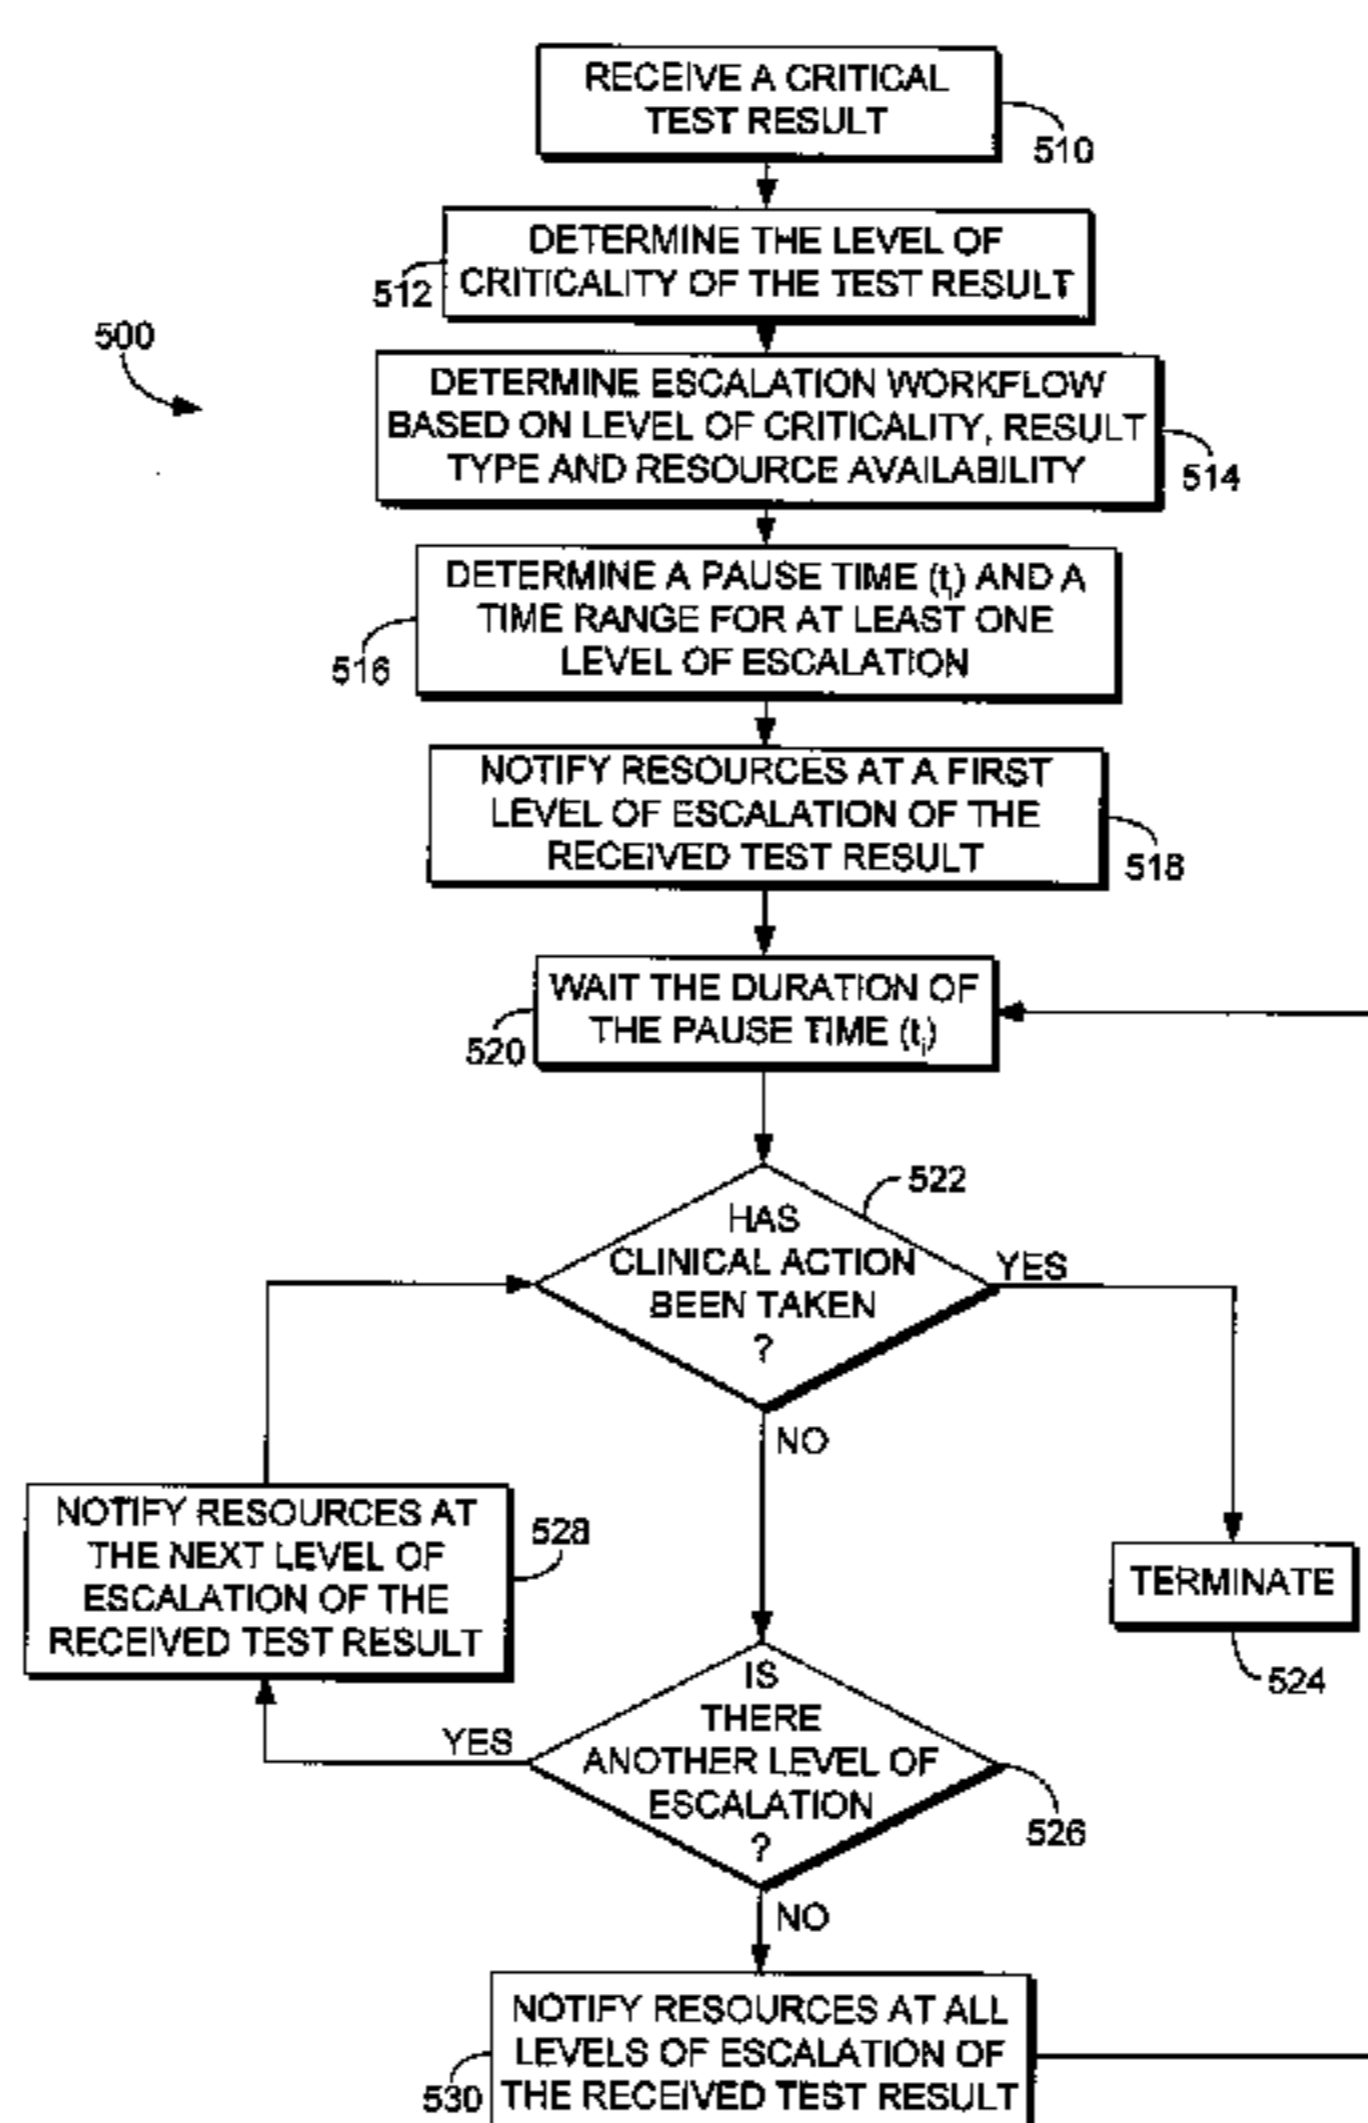 RECEIVE A CRITICAL
TEST RESULT
510
DETERMINE THE LEVEL OF
CRITICALITY OF THE TEST RESULT
512
500
DETERMINE ESCALATION WORKFLOW
BASED ON LEVEL OF CRITICALITY, RESULT
TYPE AND RESOURCE AVAILABILITY
514
DETERMINE A PAUSE TIME (ti) AND A
TIME RANGE FOR AT LEAST ONE
LEVEL OF ESCALATION
516
NOTIFY RESOURCES AT A FIRST
LEVEL OF ESCALATION OF THE
RECEIVED TEST RESULT
518
WAIT THE DURATION OF
THE PAUSE TIME (ti)
520
522
HAS
CLINICAL ACTION
BEEN TAKEN
?
YES
NO
NOTIFY RESOURCES AT
THE NEXT LEVEL OF
ESCALATION OF THE
RECEIVED TEST RESULT
528
TERMINATE
524
IS
THERE
ANOTHER LEVEL OF
ESCALATION
?
YES
526
NO
NOTIFY RESOURCES AT ALL
LEVELS OF ESCALATION OF
THE RECEIVED TEST RESULT
530